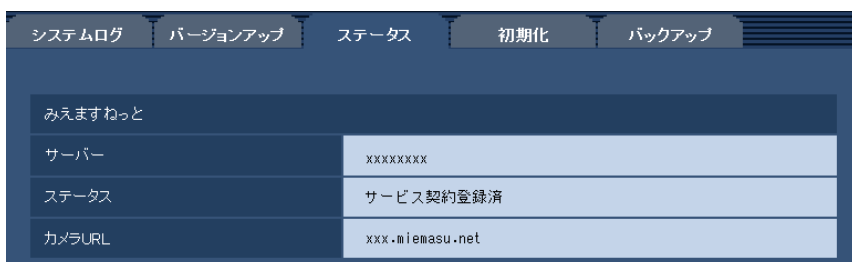 システムログ バージョンアップ ステータス 初期化 バックアップ
みえますねっと
サーバー xxxxxxxx
ステータス サービス契約登録済
カメラURL xxx.miemasu.net